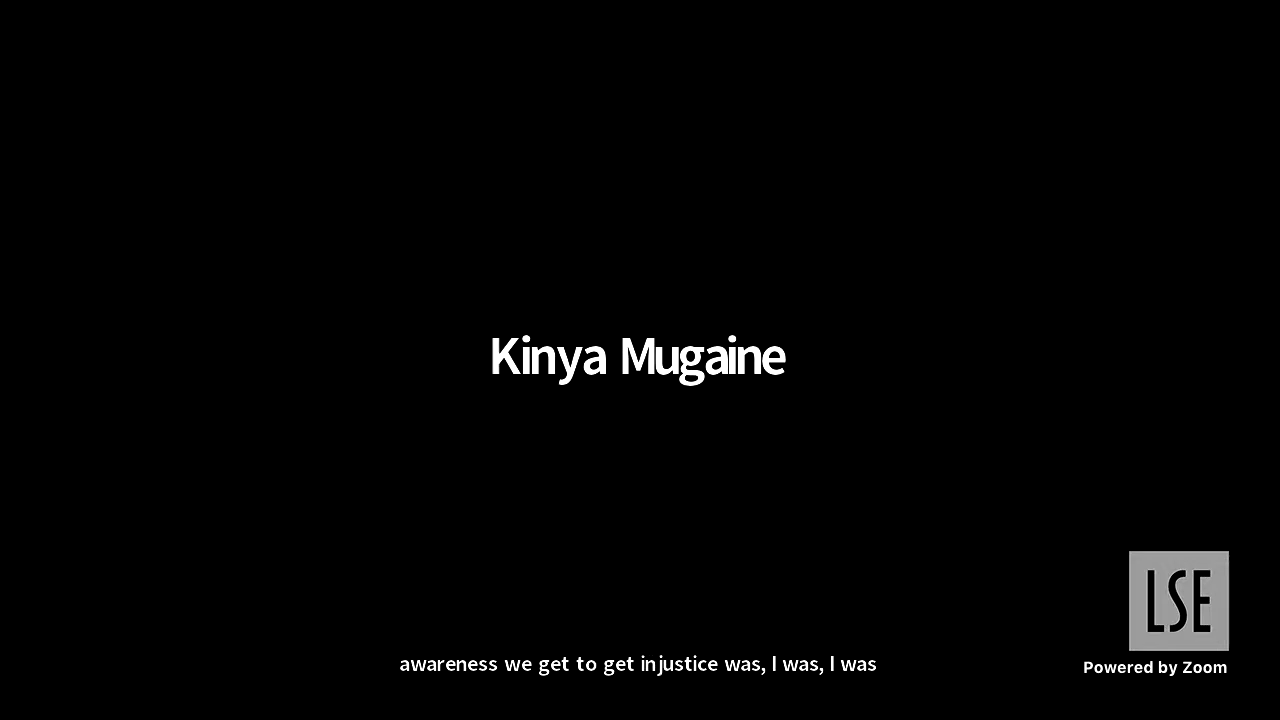 Kinya Mugaine
LSE
awareness we get to get injustice was, I was, I was
Powered by Zoom